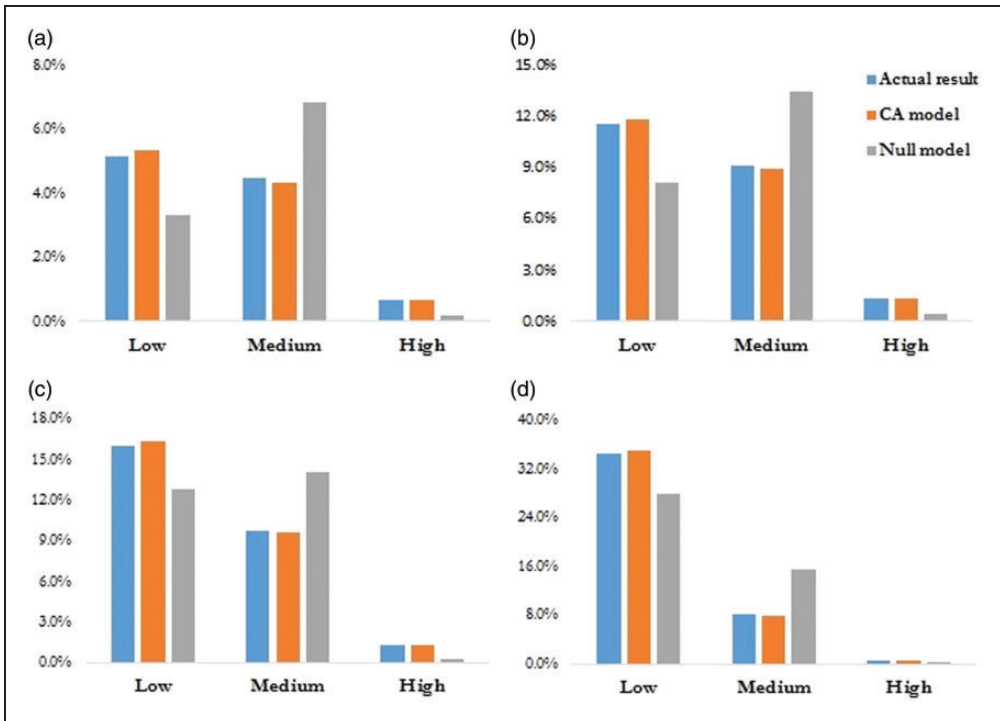 (a)
8.0%
6.0%
4.0%
2.0%
0.0%
Low Medium High
(b)
15.0%
12.0%
9.0%
6.0%
3.0%
0.0%
Low Medium High
Actual result
CA model
Null model
(c)
18.0%
15.0%
12.0%
9.0%
6.0%
3.0%
0.0%
Low Medium High
(d)
40.0%
32.0%
24.0%
16.0%
8.0%
0.0%
Low Medium High